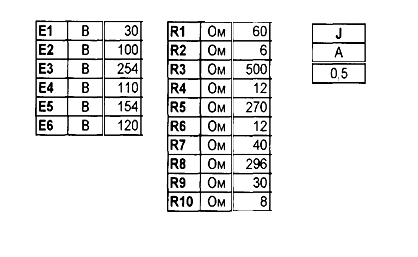 E1 В 30
E2 В 100
E3 В 254
E4 В 110
E5 В 154
E6 В 120
R1 Ом 60
R2 Ом 6
R3 Ом 500
R4 Ом 12
R5 Ом 270
R6 Ом 12
R7 Ом 40
R8 Ом 296
R9 Ом 30
R10 Ом 8
J
А
0,5